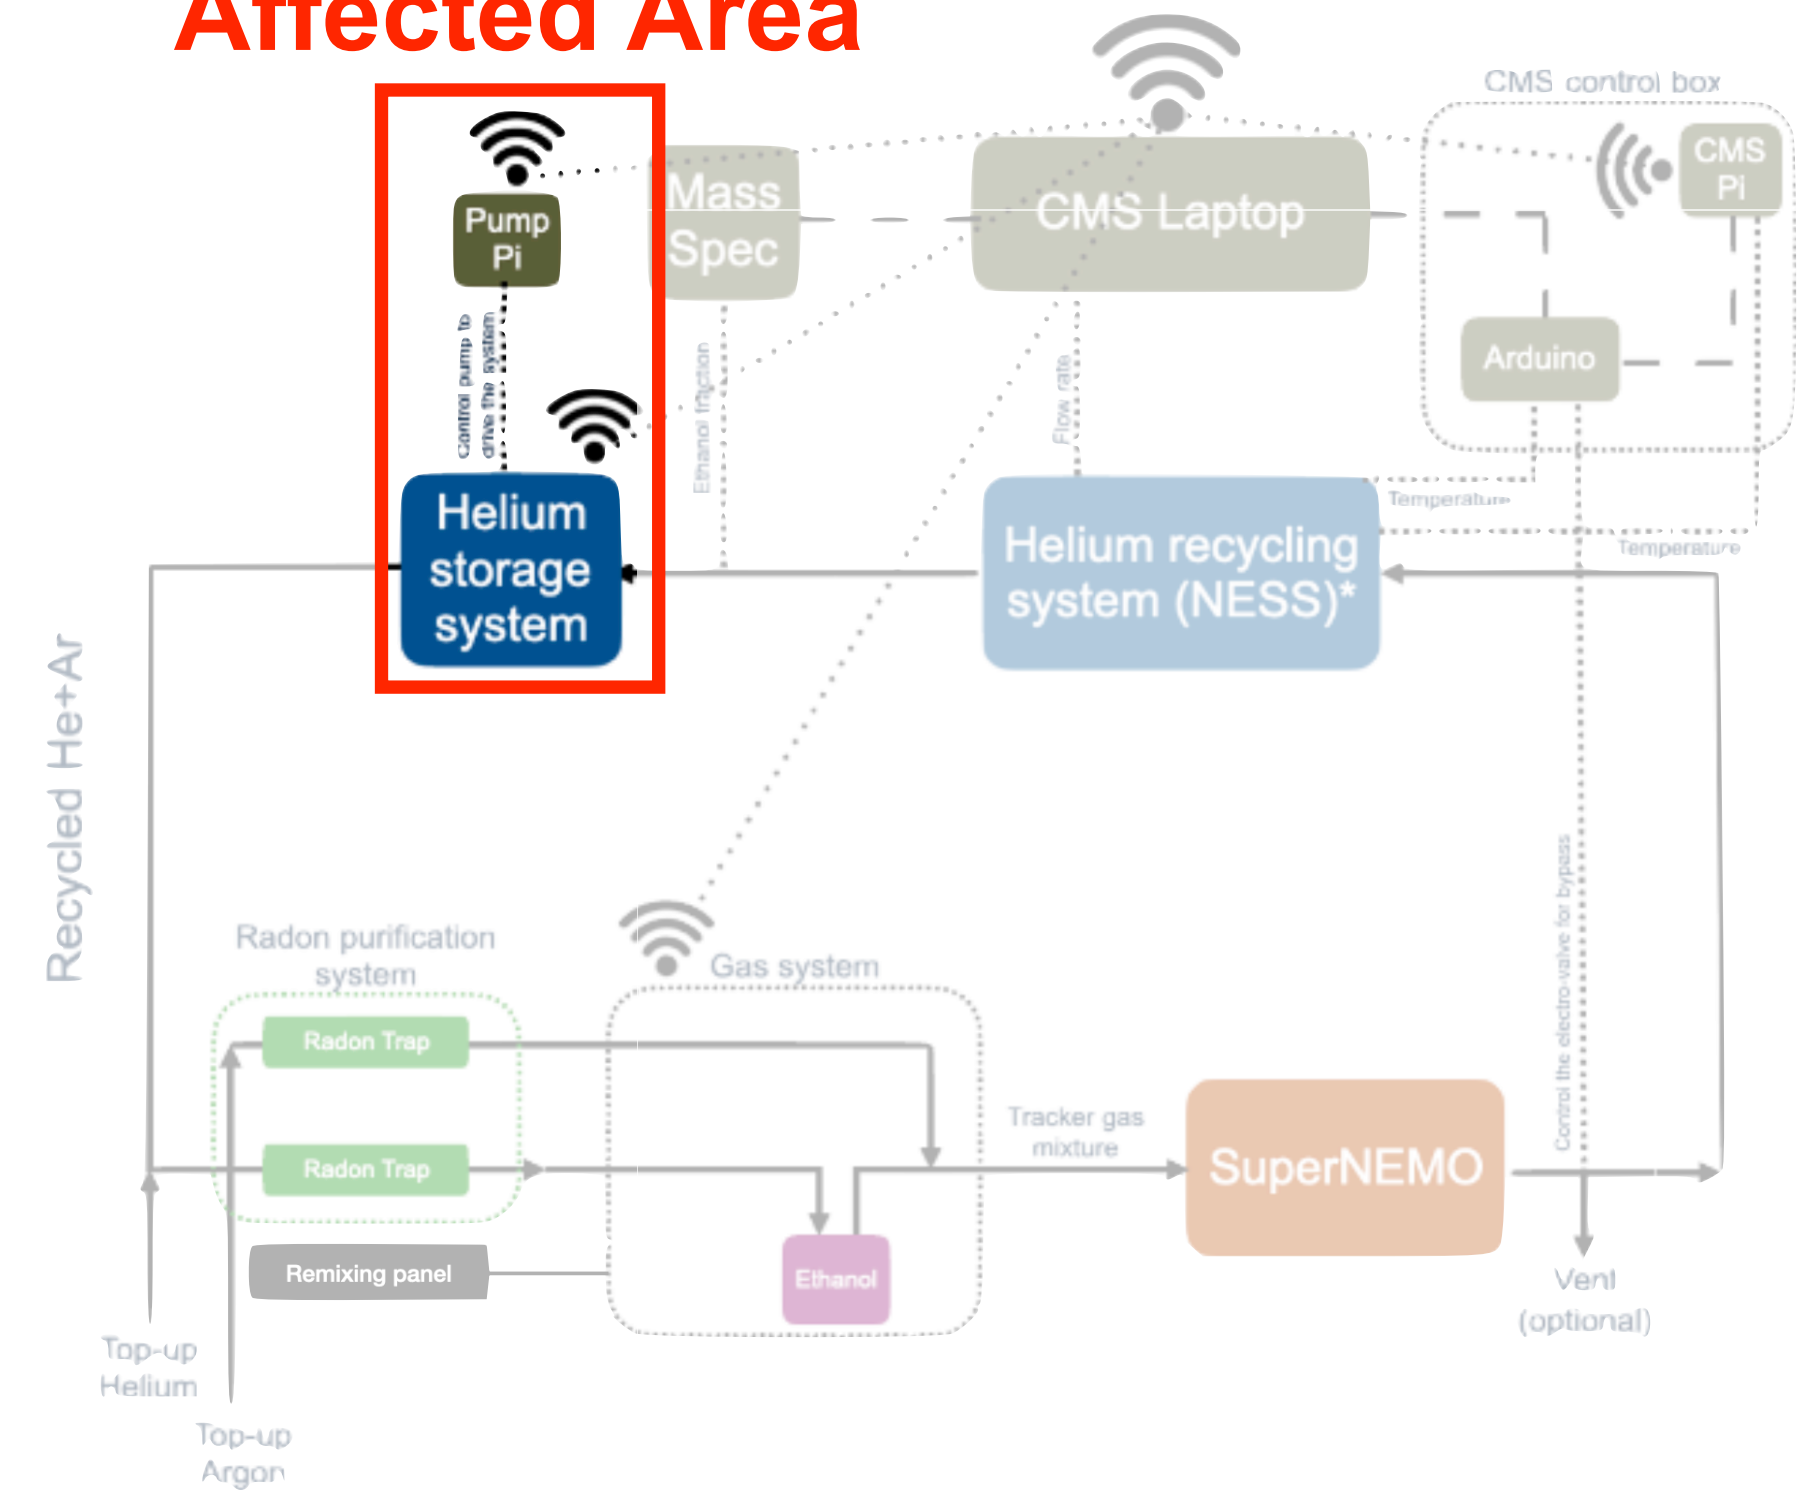 Affected Area
CMS control box
Pump
Pi
Mass
Spec
CMS Laptop
CMS
Pi
Arduino
Control pump to
drive the system
Ethanol friction
Flow rate
Temperature
Temperature
Helium
storage
system
Helium recycling
system (NESS)*
Recycled He+Ar
Control the electro-valve for bypass
Radon purification
system
Gas system
Radon Trap
Radon Trap
Tracker gas
mixture
SuperNEMO
Remixing panel
Ethanol
Vent
(optional)
Top-up
Helium
Top-up
Argon